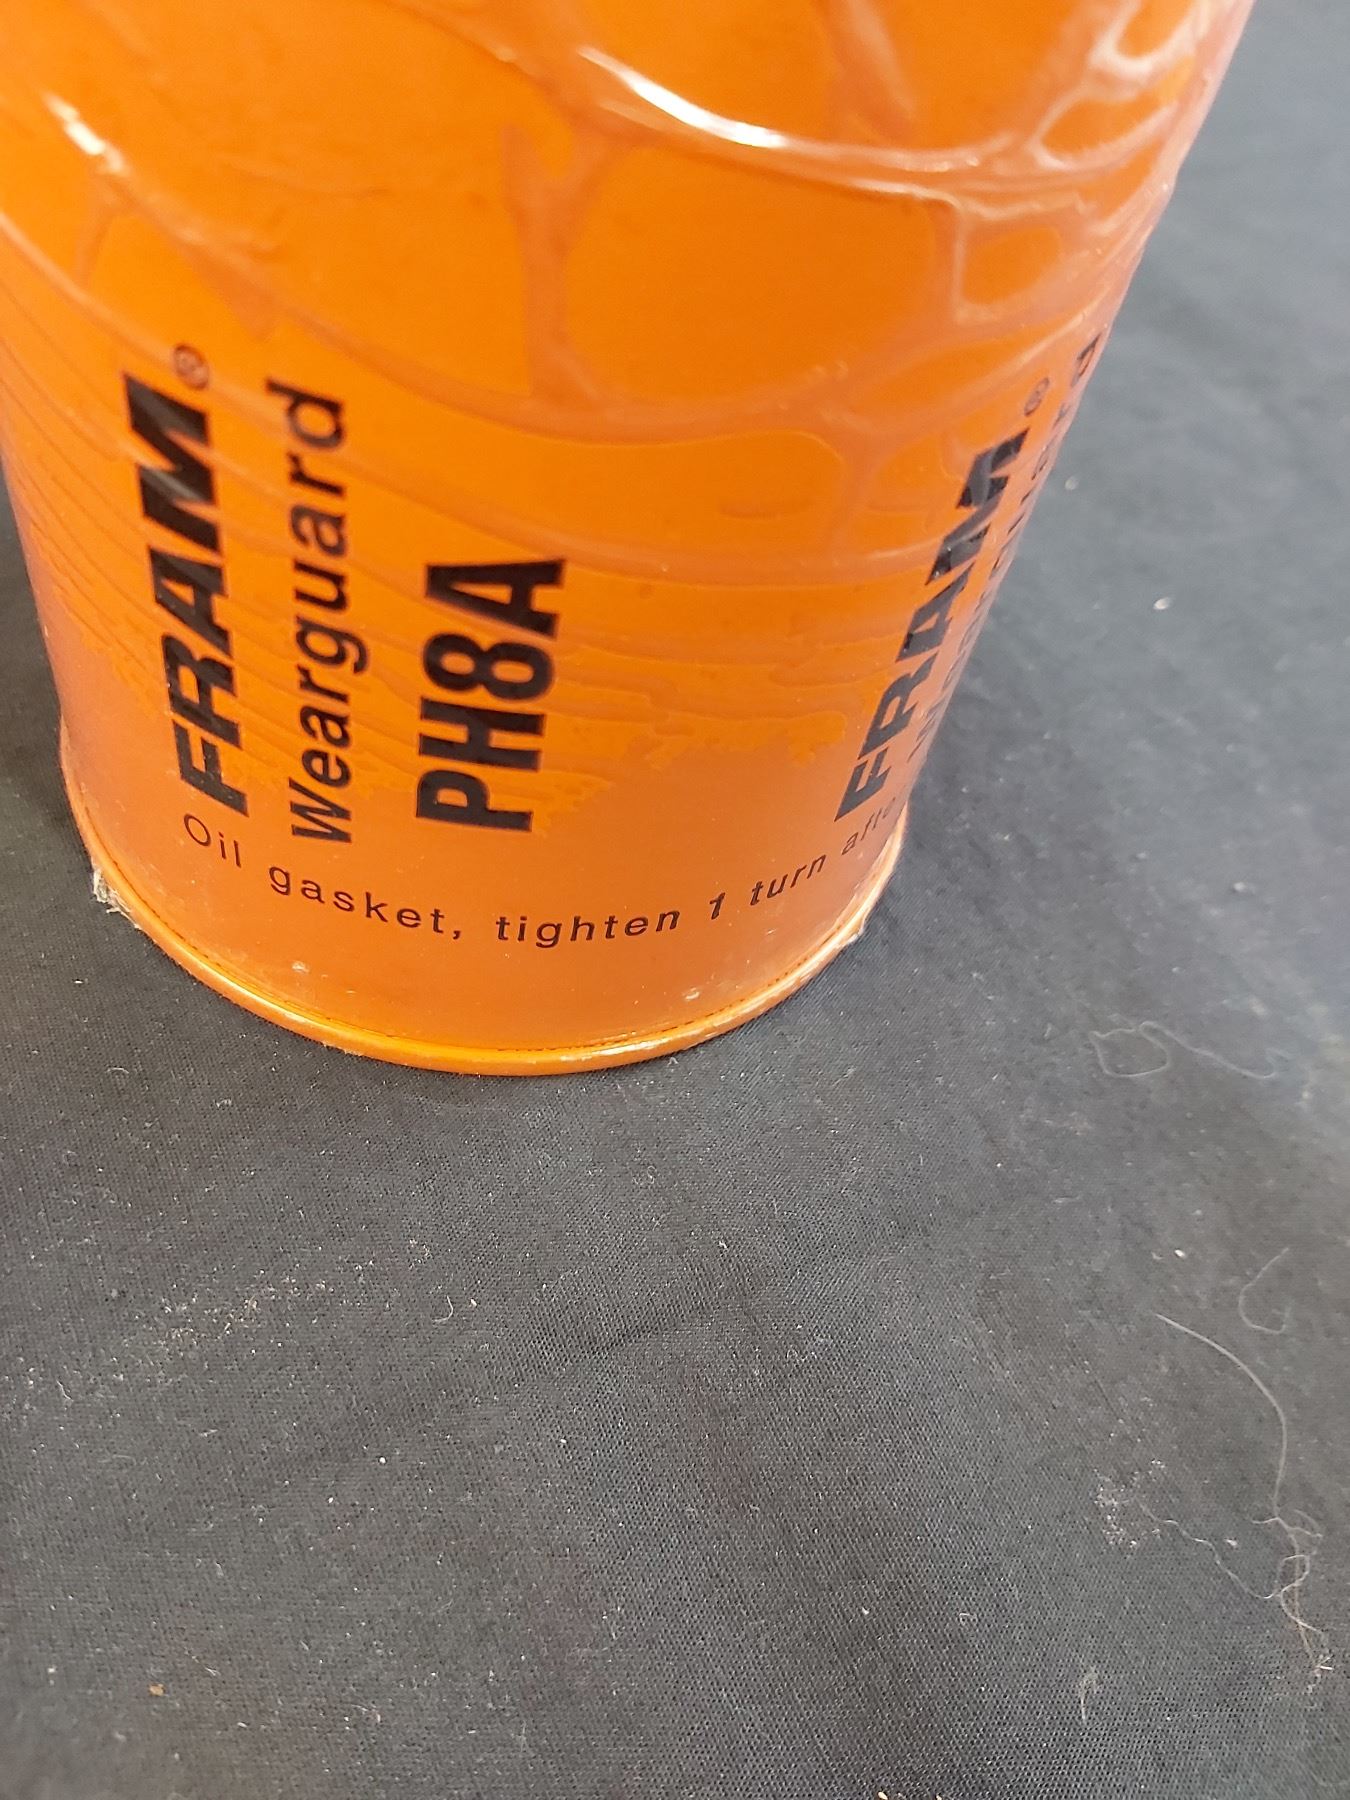 FRAM®
Wearguard
PH8A
FRAM®
Oil gasket, tighten 1 turn